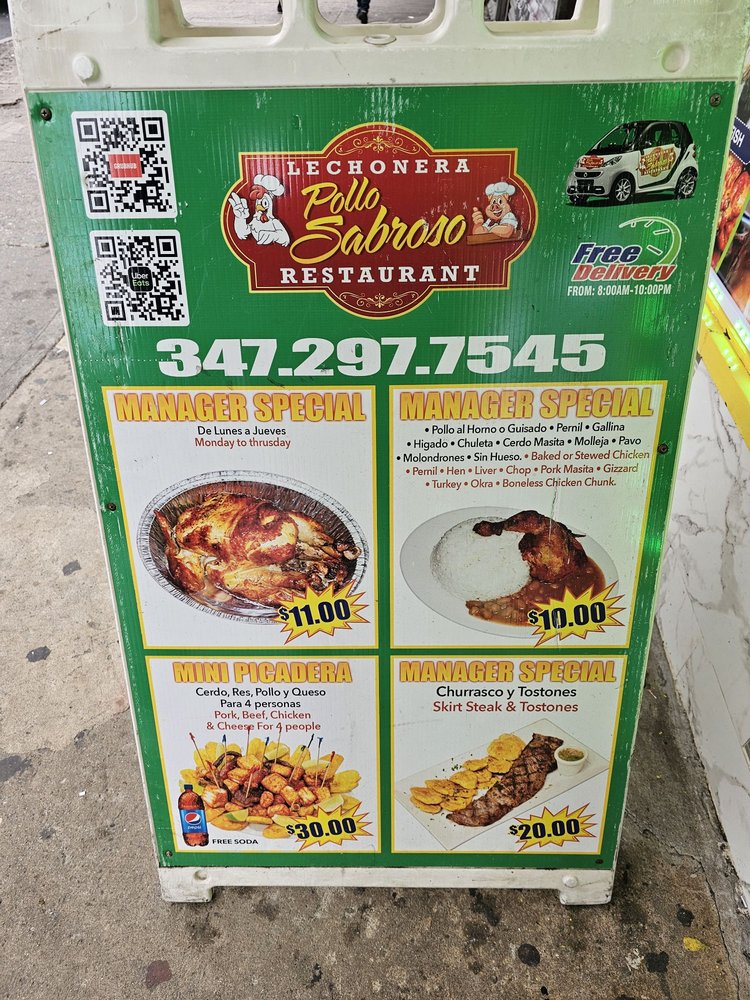 GRUBHUB
Uber
Eats
LECHONERA
Pollo
Sabroso
RESTAURANT
Free
Delivery
FROM: 8:00AM-10:00PM
347.297.7545
MANAGER SPECIAL
De Lunes a Jueves
Monday to thrusday
$11.00
MANAGER SPECIAL
• Pollo al Horno o Guisado • Pernil • Gallina
• Higado • Chuleta • Cerdo Masita • Molleja • Pavo
• Molondrones • Sin Hueso. • Baked or Stewed Chicken
• Pernil • Hen • Liver • Chop • Pork Masita • Gizzard
• Turkey • Okra • Boneless Chicken Chunk.
$10.00
MINI PICADERA
Cerdo, Res, Pollo y Queso
Para 4 personas
Pork, Beef, Chicken
& Cheese For 4 people
pepsi
FREE SODA
$30.00
MANAGER SPECIAL
Churrasco y Tostones
Skirt Steak & Tostones
$20.00